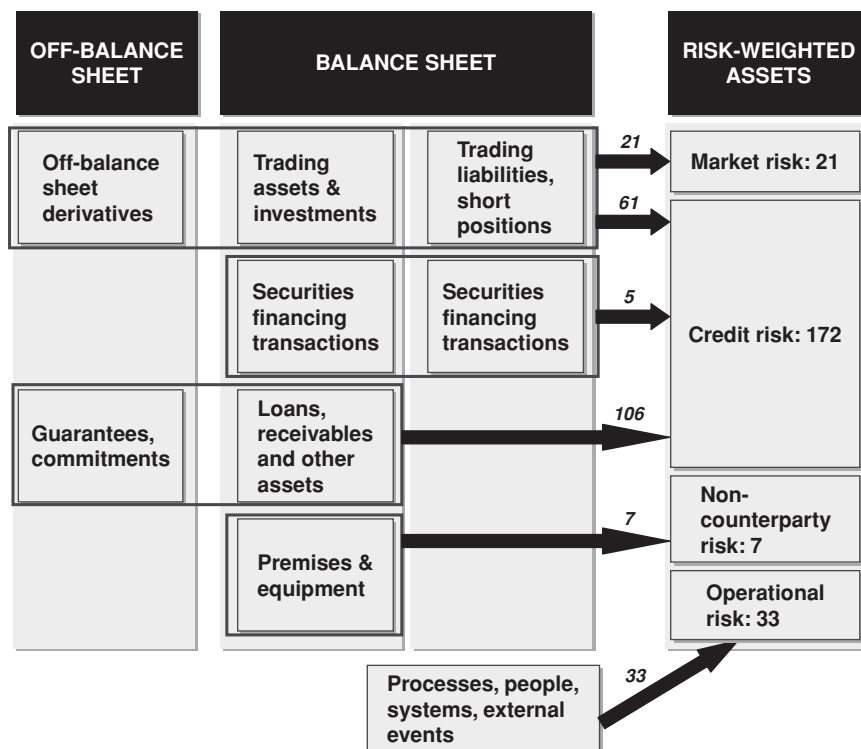 OFF-BALANCE
SHEET
BALANCE SHEET
RISK-WEIGHTED
ASSETS
Off-balance
sheet
derivatives
Trading
assets &
investments
Trading
liabilities,
short
positions
21
61
Market risk: 21
Securities
financing
transactions
Securities
financing
transactions
5
Credit risk: 172
Guarantees,
commitments
Loans,
receivables
and other
assets
106
Premises &
equipment
7
Non-
counterparty
risk: 7
Operational
risk: 33
Processes, people,
systems, external
events
33